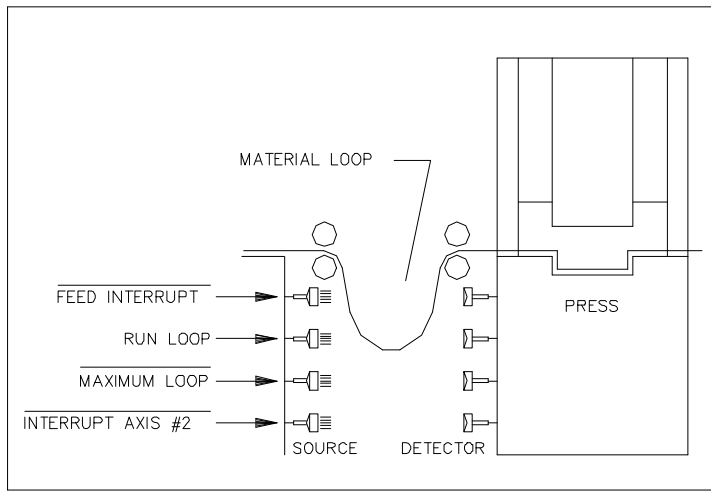 MATERIAL LOOP
FEED INTERRUPT
PRESS
RUN LOOP
MAXIMUM LOOP
INTERRUPT AXIS #2
SOURCE
DETECTOR